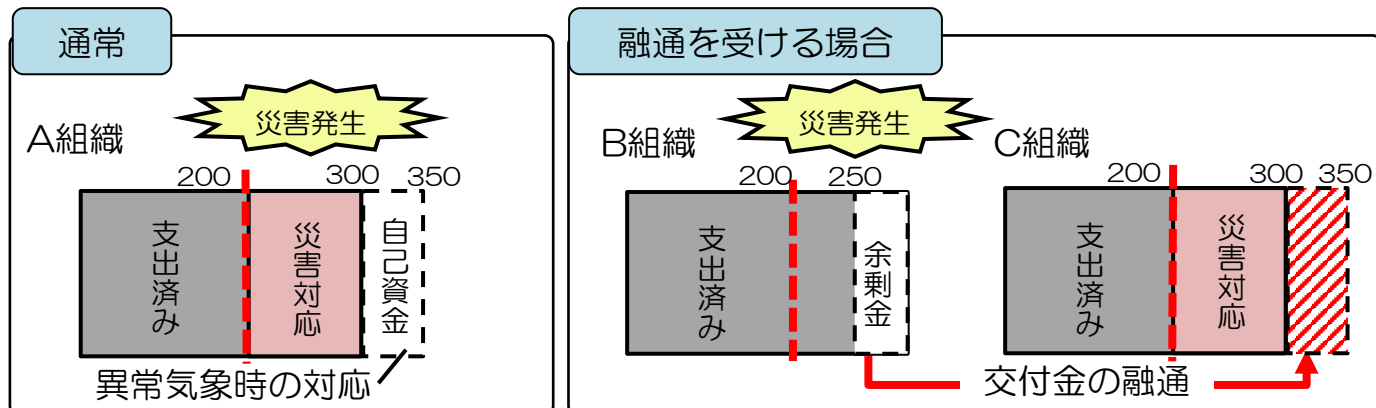 通常
災害発生
A組織
200
300
350
支出済み
災害対応
自己資金
異常気象時の対応
融通を受ける場合
災害発生
B組織
200
250
支出済み
余剰金
C組織
200
300
350
支出済み
災害対応
交付金の融通